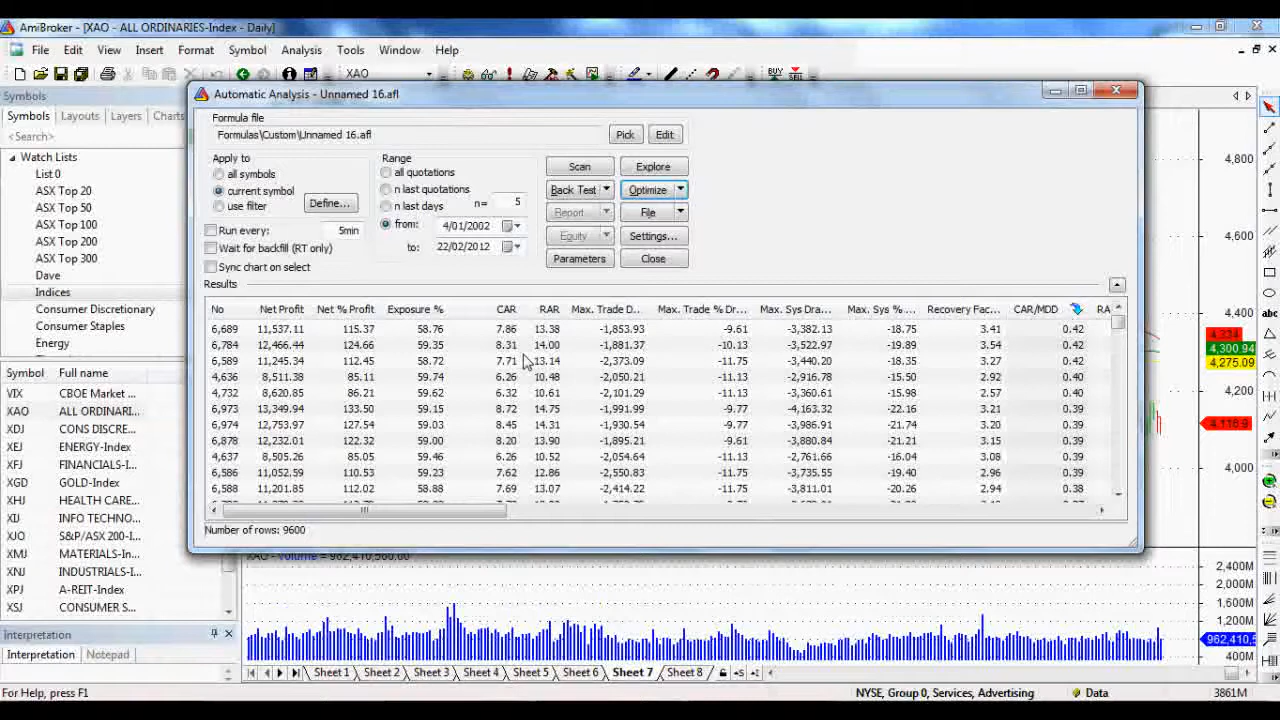 AmiBroker - [XAO - ALL ORDINARIES-Index - Daily]
File Edit View Insert Format Symbol Analysis Tools Window Help
XAO
BUY SELL
Symbols
Symbols Layouts Layers Charts
<Search>
Watch Lists
List 0
ASX Top 20
ASX Top 50
ASX Top 100
ASX Top 200
ASX Top 300
Dave
Indices
Consumer Discretionary
Consumer Staples
Energy
Symbol Full name
VIX CBOE Market ...
XAO ALL ORDINARI...
XDJ CONS DISCRE...
XEJ ENERGY-Index
XFJ FINANCIALS-I...
XGD GOLD-Index
XHJ HEALTH CARE...
XIJ INFO TECHNO...
XJO S&P/ASX 200-I...
XMJ MATERIALS-In...
XNJ INDUSTRIALS-I...
XPJ A-REIT-Index
XSJ CONSUMER S...
Interpretation
Interpretation Notepad
For Help, press F1
Automatic Analysis - Unnamed 16.afl
Formula file
Formulas\Custom\Unnamed 16.afl
Pick Edit
Apply to
all symbols
current symbol
use filter
Define...
Range
all quotations
n last quotations
n last days
n= 5
from: 4/01/2002
to: 22/02/2012
Run every: 5min
Wait for backfill (RT only)
Sync chart on select
Scan Explore
Back Test Optimize
Report File
Equity Settings...
Parameters Close
Results
No Net Profit Net % Profit Exposure % CAR RAR Max. Trade D... Max. Trade % Dr... Max. Sys Dra... Max. Sys % ... Recovery Fac... CAR/MDD RA
6,689 11,537.11 115.37 58.76 7.86 13.38 -1,853.93 -9.61 -3,382.13 -18.75 3.41 0.42
6,784 12,466.44 124.66 59.35 8.31 14.00 -1,881.37 -10.13 -3,522.97 -19.89 3.54 0.42
6,589 11,245.34 112.45 58.72 -2,373.09 -11.75 -3,440.20 -18.35 3.27 0.42
4,636 8,511.38 85.11 59.74 6.26 10.48 -2,050.21 -11.13 -2,916.78 -15.50 2.92 0.40
4,732 8,620.85 86.21 59.62 6.32 10.61 -2,101.29 -11.13 -3,360.61 -15.98 2.57 0.40
6,973 13,349.94 133.50 59.15 8.72 14.75 -1,991.99 -9.77 -4,163.32 -22.16 3.21 0.39
6,974 12,753.97 127.54 59.03 8.45 14.31 -1,930.54 -9.77 -3,986.91 -21.74 3.20 0.39
6,878 12,232.01 122.32 59.00 8.20 13.90 -1,895.21 -9.61 -3,880.84 -21.21 3.15 0.39
4,637 8,505.26 85.05 59.46 6.26 10.52 -2,054.64 -11.13 -2,761.66 -16.04 3.08 0.39
6,586 11,052.59 110.53 59.23 7.62 12.86 -2,550.83 -11.75 -3,735.55 -19.40 2.96 0.39
6,588 11,201.85 112.02 58.88 7.69 13.07 -2,414.22 -11.75 -3,811.01 -20.26 2.94 0.38
Number of rows: 9600
4,800
4,600
4,400
4,334
4,300.94
4,275.09
4,200
4,116.9
4,000
XAO - Volume = 962,410,560.00
2,400M
1,600M
1,200M
962,410,5
400M
Sheet 1 Sheet 2 Sheet 3 Sheet 4 Sheet 5 Sheet 6 Sheet 7 Sheet 8
NYSE, Group 0, Services, Advertising Data 3861M